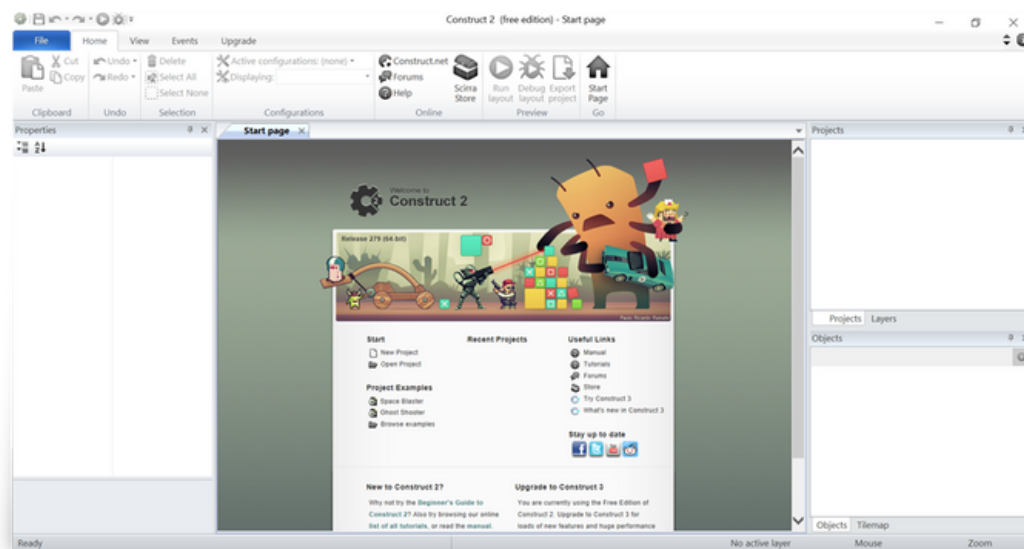 Construct 2 (free edition) - Start page
File Home View Events Upgrade
Paste
Cut
Copy
Clipboard
Undo
Redo
Undo
Delete
Select All
Select None
Selection
Active configurations: (none)
Displaying:
Configurations
Construct.net
Forums
Help
Scirra
Store
Online
Run
layout
Debug
layout
Export
project
Preview
Start
Page
Go
Properties
Start page
Projects
Welcome to
Construct 2
Release 279 (64-bit)
Start
New Project
Open Project
Project Examples
Space Blaster
Ghost Shooter
Browse examples
Recent Projects
Useful Links
Manual
Tutorials
Forums
Store
Try Construct 3
What's new in Construct 3
Stay up to date
New to Construct 2?
Why not try the Beginner's Guide to
Construct 2? Also try browsing our online
list of all tutorials, or read the manual.
Upgrade to Construct 3
You are currently using the Free Edition of
Construct 2. Upgrade to Construct 3 for
loads of new features and huge performance
Projects Layers
Objects
Objects Tilemap
Ready No active layer Mouse Zoom